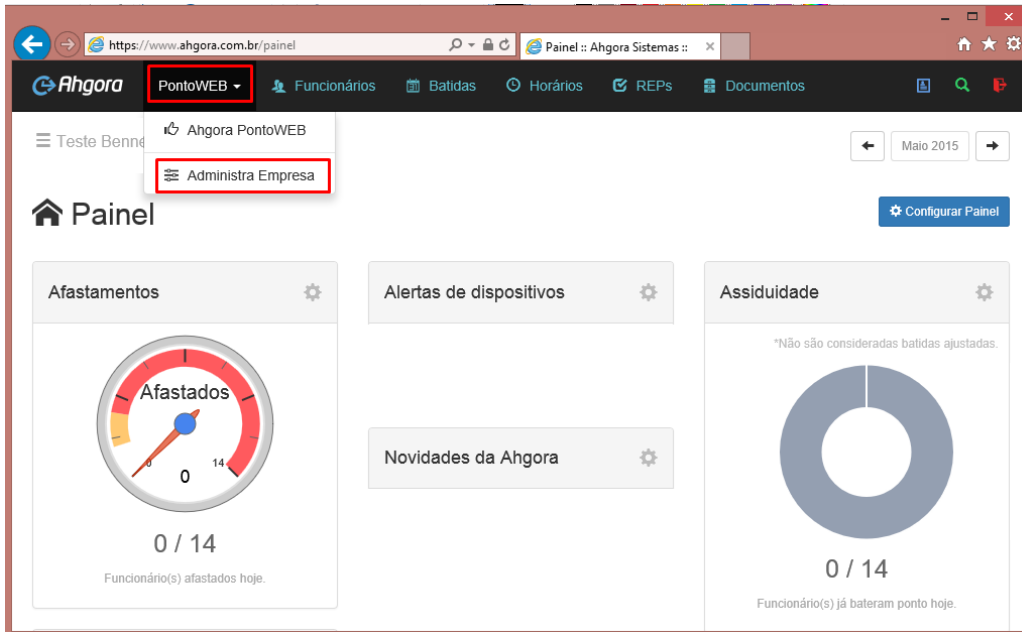 https://www.ahgora.com.br/painel
Painel :: Ahgora Sistemas ::
Ahgora
PontoWEB
Funcionários
Batidas
Horários
REPs
Documentos
Ahgora PontoWEB
Administra Empresa
Teste Benne
Maio 2015
Painel
Configurar Painel
Afastamentos
Alertas de dispositivos
Assiduidade
*Não são consideradas batidas ajustadas.
Afastados
0
14
0
Novidades da Ahgora
0 / 14
Funcionário(s) afastados hoje.
0 / 14
Funcionário(s) já bateram ponto hoje.